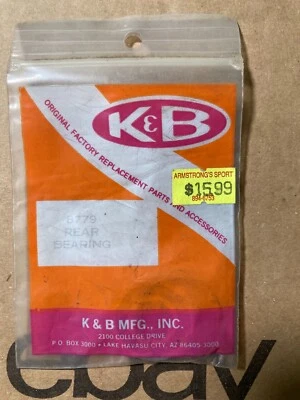 K&B
ORIGINAL FACTORY REPLACEMENT PARTS AND ACCESSORIES
ARMSTRONG'S SPORT
$15.99
6773
REAR
BEARING
K & B MFG., INC.
2100 COLLEGE DRIVE
P.O. BOX 3000 • LAKE HAVASU CITY, AZ 86405-3000
ebay